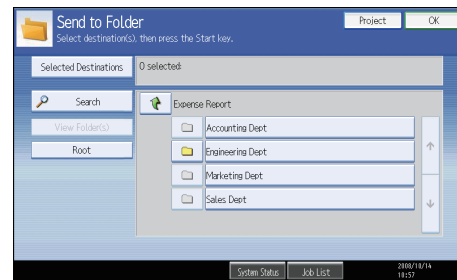 Send to Folder
Select destination(s), then press the Start key.
Project
OK
Selected Destinations
0 selected:
Search
Expense Report
View Folder(s)
Accounting Dept
Root
Engineering Dept
Marketing Dept
Sales Dept
System Status
Job List
2008/10/14
10:57